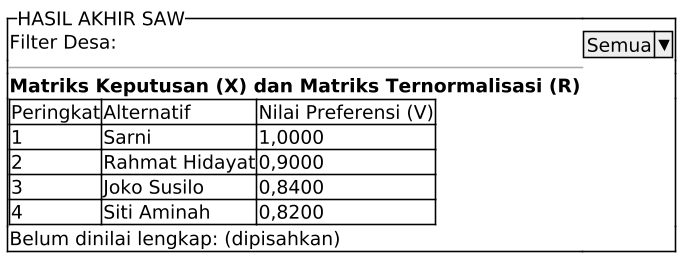 HASIL AKHIR SAW
Filter Desa: Semua ▼
Matriks Keputusan (X) dan Matriks Ternormalisasi (R)
Peringkat Alternatif Nilai Preferensi (V)
1 Sarni 1,0000
2 Rahmat Hidayat 0,9000
3 Joko Susilo 0,8400
4 Siti Aminah 0,8200
Belum dinilai lengkap: (dipisahkan)